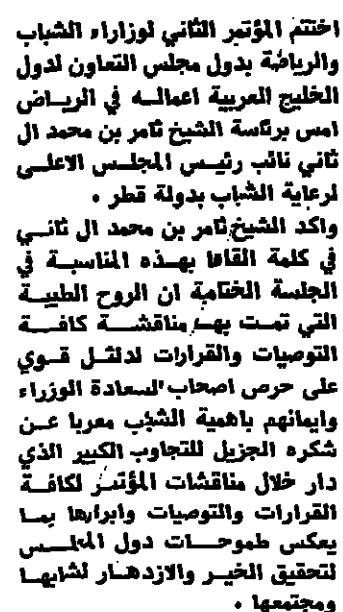 اختتم المؤتمر الثاني لوزاراء الشباب
والرياضة بدول مجلس التعاون لدول
الخليج العربية اعماله في الرياض
امس برئاسة الشيخ ثامر بن محمد ال
ثاني نائب رئيس المجلس الاعلى
لرعاية الشباب بدولة قطر .
واكد الشيخ ثامر بن محمد ال ثاني
في كلمة القاها بهذه المناسبة في
الجلسة الختامية ان الروح الطيبة
التي تمت بها مناقشة كافة
التوصيات والقرارات لدلئل قوي
على حرص اصحاب السعادة الوزراء
وايمانهم باهمية الشباب معربا عن
شكره الجزيل للتجاوب الكبير الذي
دار خلال مناقشات المؤتمر لكافة
القرارات والتوصيات وابرازها بما
يعكس طموحات دول المجلس
لتحقيق الخير والازدهار لشابها
ومجتمعها .